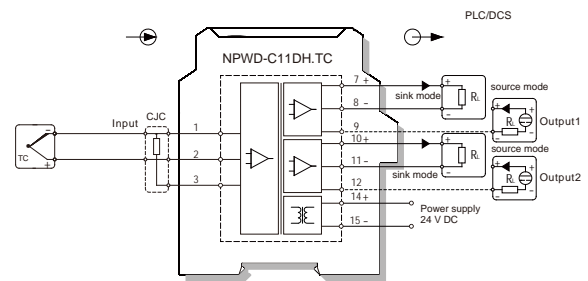 PLC/DCS
NPWD-C11DH.TC
7 +
sink mode
8 −
+
RL
−
source mode
+
RL
−
Output1
9
10+
sink mode
11−
+
RL
−
source mode
+
RL
−
Output2
12
14+
Power supply
24 V DC
15−
Input
CJC
1
2
3
−
TC
+